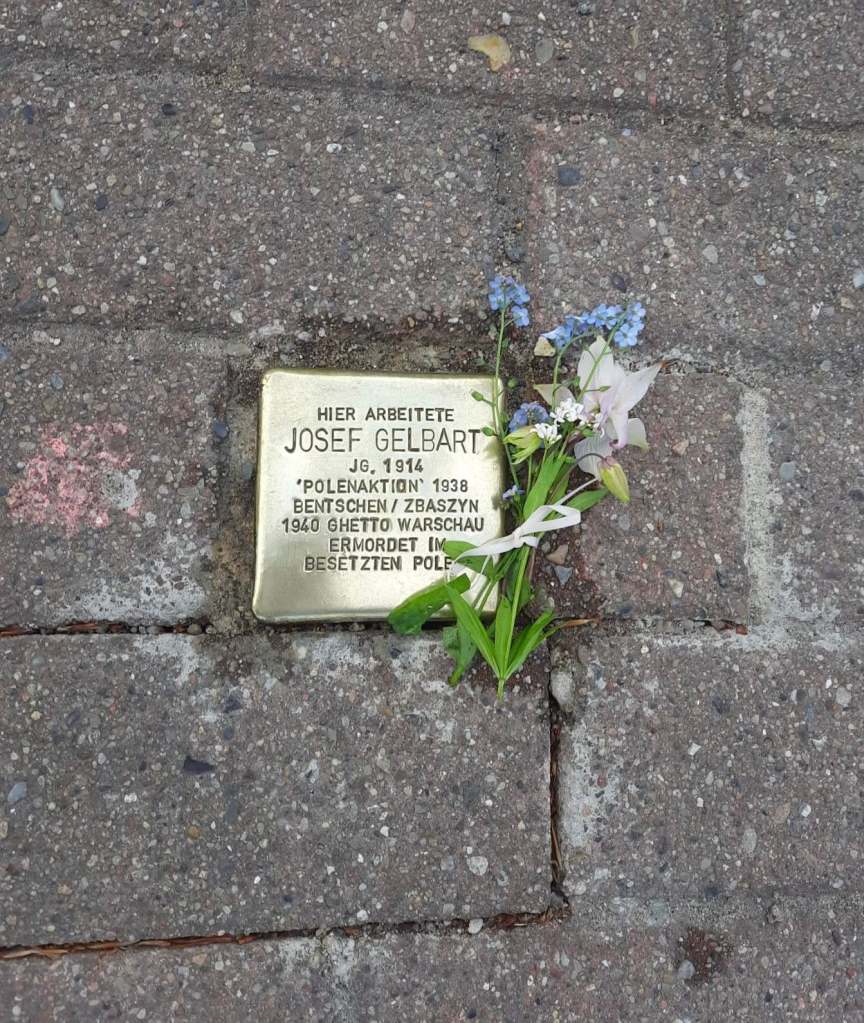 HIER ARBEITETE
JOSEF GELBART
JG. 1914
'POLENAKTION' 1938
BENTSCHEN / ZBASZYN
1940 GHETTO WARSCHAU
ERMORDET IM
BESETZTEN